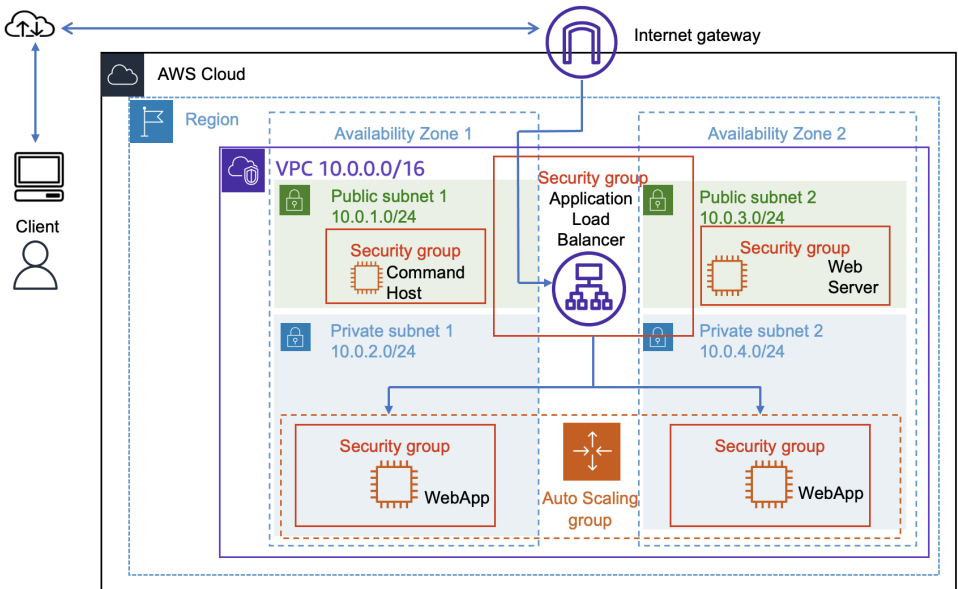 Internet gateway
AWS Cloud
Region
Availability Zone 1
Availability Zone 2
VPC 10.0.0.0/16
Security group
Application
Load
Balancer
Public subnet 1
10.0.1.0/24
Public subnet 2
10.0.3.0/24
Client
Security group
Command
Host
Security group
Web
Server
Private subnet 1
10.0.2.0/24
Private subnet 2
10.0.4.0/24
Security group
WebApp
Auto Scaling
group
Security group
WebApp